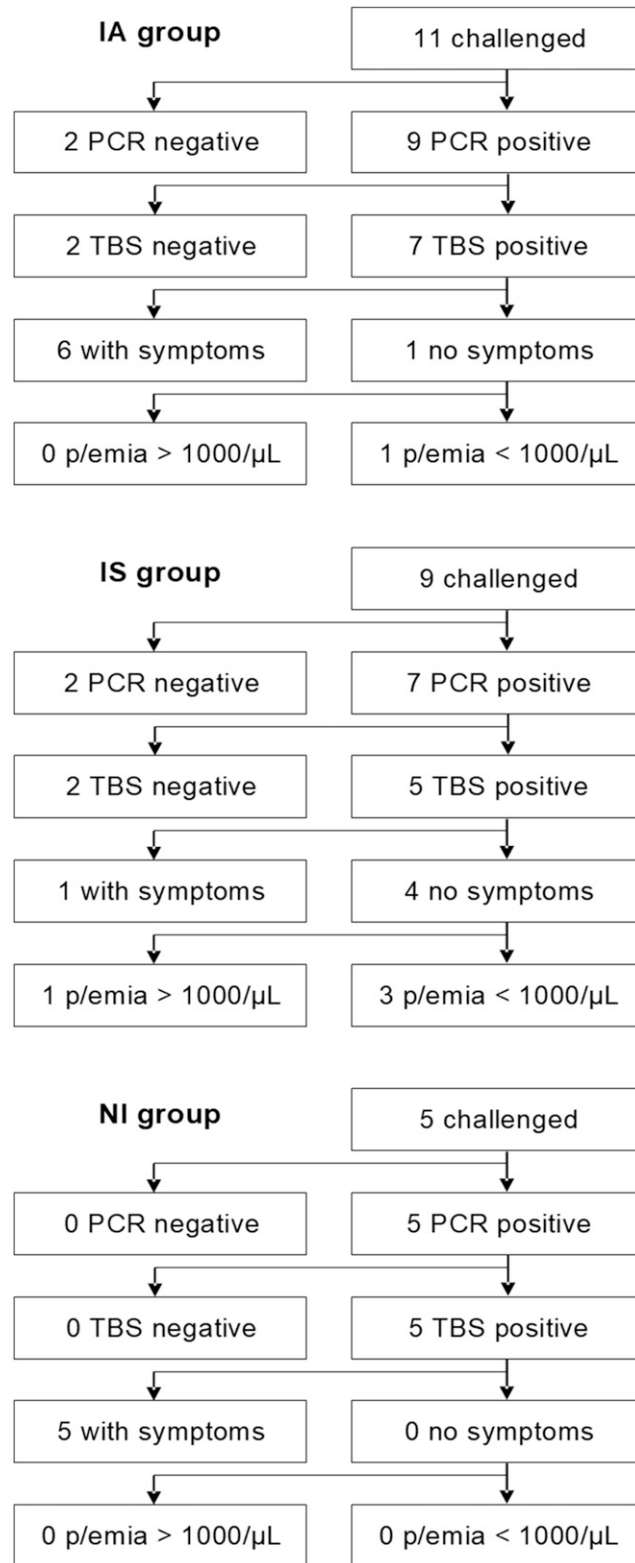 IA group
11 challenged
2 PCR negative
9 PCR positive
2 TBS negative
7 TBS positive
6 with symptoms
1 no symptoms
0 p/emia > 1000/µL
1 p/emia < 1000/µL
IS group
9 challenged
2 PCR negative
7 PCR positive
2 TBS negative
5 TBS positive
1 with symptoms
4 no symptoms
1 p/emia > 1000/µL
3 p/emia < 1000/µL
NI group
5 challenged
0 PCR negative
5 PCR positive
0 TBS negative
5 TBS positive
5 with symptoms
0 no symptoms
0 p/emia > 1000/µL
0 p/emia < 1000/µL